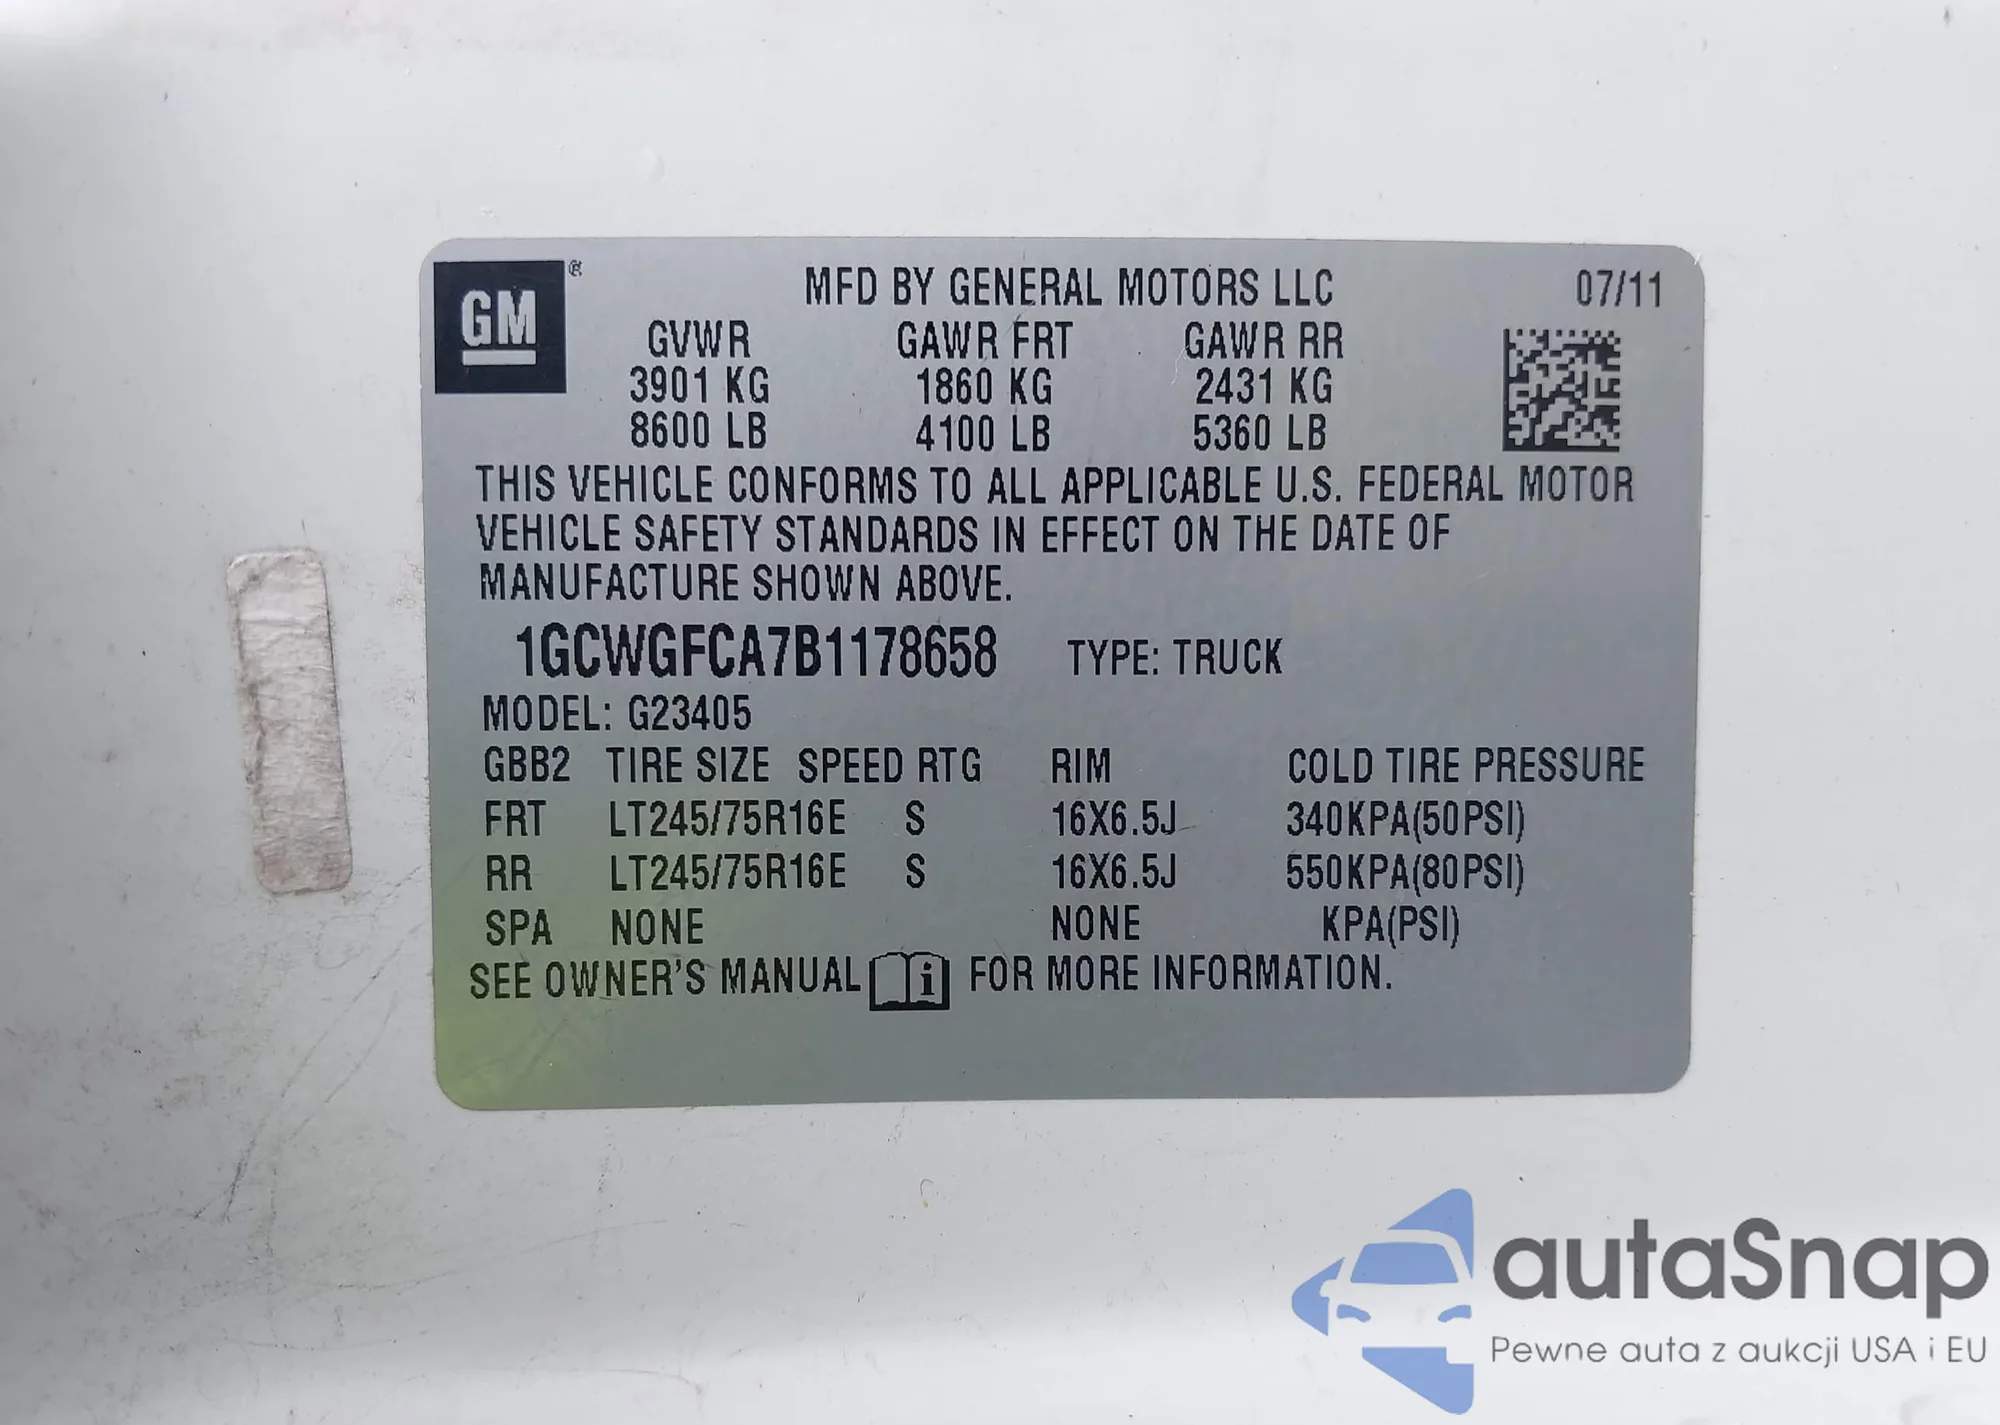 GM®
MFD BY GENERAL MOTORS LLC 07/11
GVWR GAWR FRT GAWR RR
3901 KG 1860 KG 2431 KG
8600 LB 4100 LB 5360 LB
THIS VEHICLE CONFORMS TO ALL APPLICABLE U.S. FEDERAL MOTOR
VEHICLE SAFETY STANDARDS IN EFFECT ON THE DATE OF
MANUFACTURE SHOWN ABOVE.
1GCWGFCA7B1178658 TYPE: TRUCK
MODEL: G23405
GBB2 TIRE SIZE SPEED RTG RIM COLD TIRE PRESSURE
FRT LT245/75R16E S 16X6.5J 340KPA(50PSI)
RR LT245/75R16E S 16X6.5J 550KPA(80PSI)
SPA NONE NONE KPA(PSI)
SEE OWNER'S MANUAL i FOR MORE INFORMATION.
autaSnap
Pewne auta z aukcji USA i EU